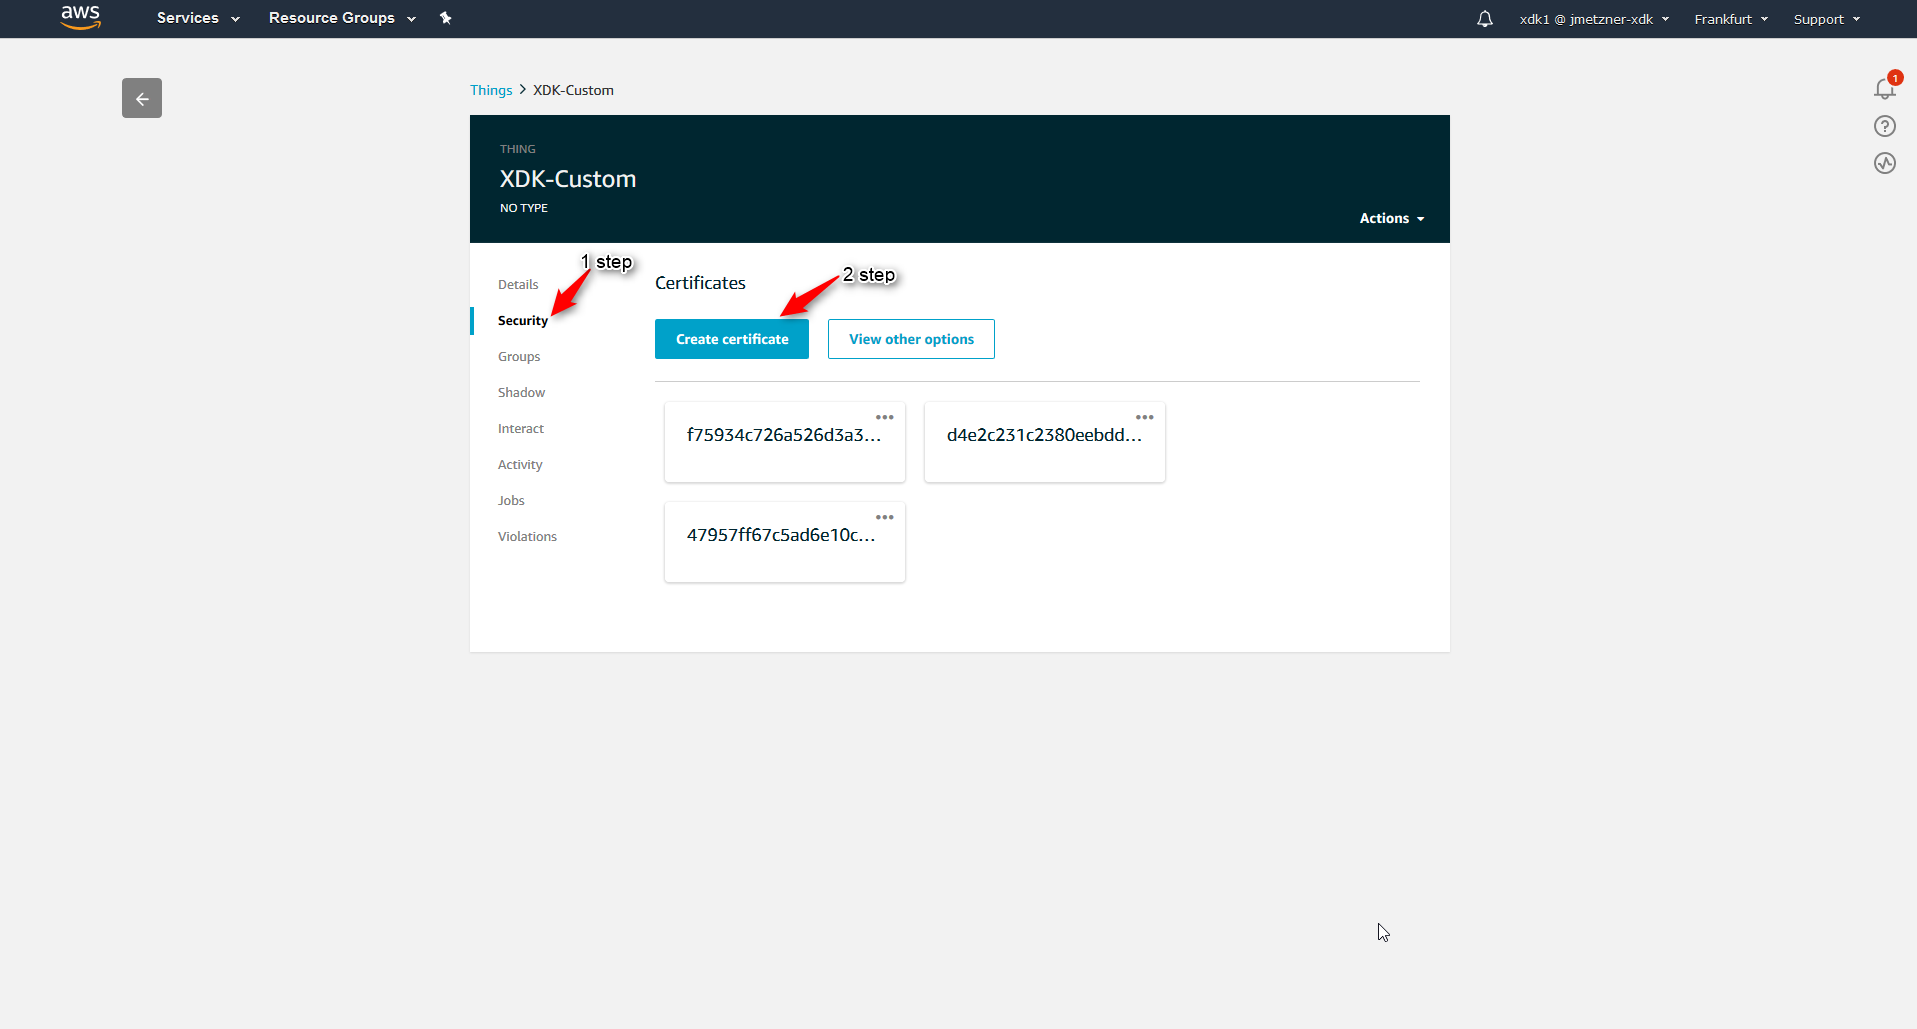 aws Services Resource Groups xdk1 @ jmetzner-xdk Frankfurt Support
1
Things > XDK-Custom
THING
XDK-Custom
NO TYPE
Actions
1 step
2 step
Details
Security
Groups
Shadow
Interact
Activity
Jobs
Violations
Certificates
Create certificate View other options
f75934c726a526d3a3... d4e2c231c2380eebdd...
47957ff67c5ad6e10c...